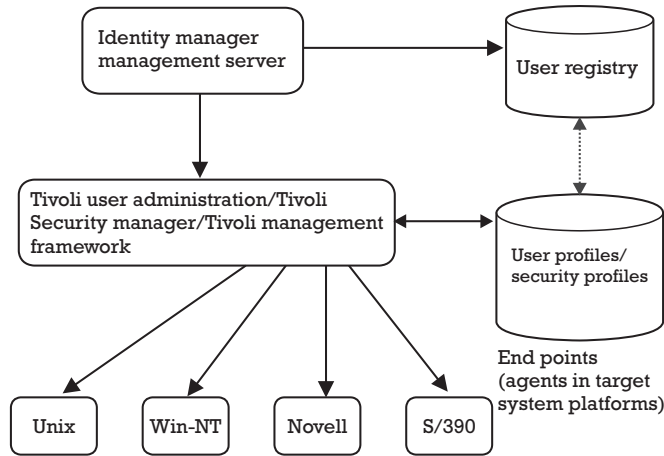 Identity manager
management server
User registry
Tivoli user administration/Tivoli
Security manager/Tivoli management
framework
User profiles/
security profiles
End points
(agents in target
system platforms)
Unix
Win-NT
Novell
S/390